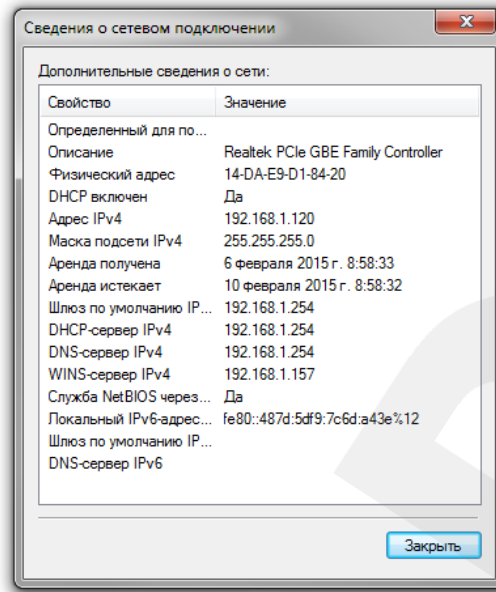 Сведения о сетевом подключении
Дополнительные сведения о сети:
Свойство Значение
Определенный для по...
Описание Realtek PCIe GBE Family Controller
Физический адрес 14-DA-E9-D1-84-20
DHCP включен Да
Адрес IPv4 192.168.1.120
Маска подсети IPv4 255.255.255.0
Аренда получена 6 февраля 2015 г. 8:58:33
Аренда истекает 10 февраля 2015 г. 8:58:32
Шлюз по умолчанию IP... 192.168.1.254
DHCP-сервер IPv4 192.168.1.254
DNS-сервер IPv4 192.168.1.254
WINS-сервер IPv4 192.168.1.157
Служба NetBIOS через... Да
Локальный IPv6-адрес... fe80::487d:5df9:7c6d:a43e%12
Шлюз по умолчанию IP...
DNS-сервер IPv6
Закрыть